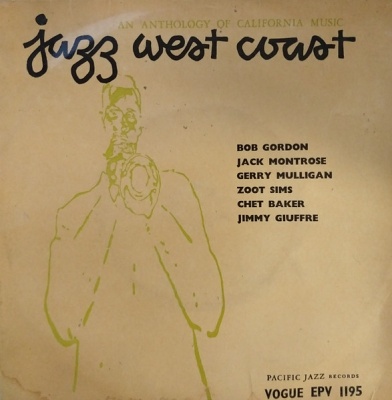 AN ANTHOLOGY OF CALIFORNIA MUSIC
jazz west coast
BOB GORDON
JACK MONTROSE
GERRY MULLIGAN
ZOOT SIMS
CHET BAKER
JIMMY GIUFFRE
PACIFIC JAZZ RECORDS
VOGUE EPV 1195